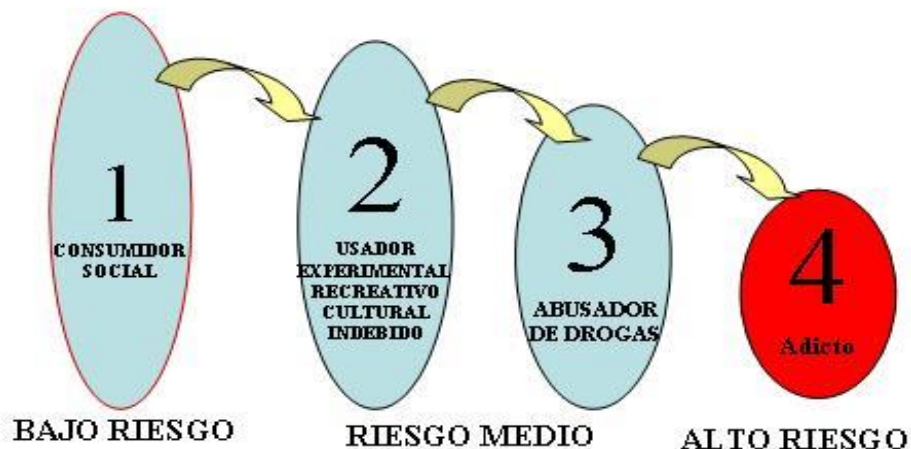 1
CONSUMIDOR
SOCIAL
2
USADOR
EXPERIMENTAL
RECREATIVO
CULTURAL
INDEBIDO
3
ABUSADOR
DE DROGAS
4
Adicto
BAJO RIESGO
RIESGO MEDIO
ALTO RIESGO